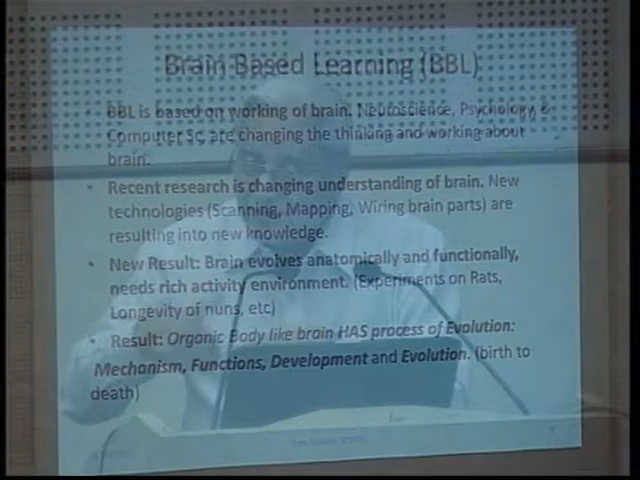 Brain Based Learning (BBL)
BBL is based on working of brain. Neuroscience, Psychology &
Computer Sc, are changing the thinking and working about
brain.
• Recent research is changing understanding of brain. New
technologies (Scanning, Mapping, Wiring brain parts) are
resulting into new knowledge.
• New Result: Brain evolves anatomically and functionally,
needs rich activity environment. (Experiments on Rats,
Longevity of nuns, etc)
• Result: Organic Body like brain HAS process of Evolution:
Mechanism, Functions, Development and Evolution. (birth to
death)